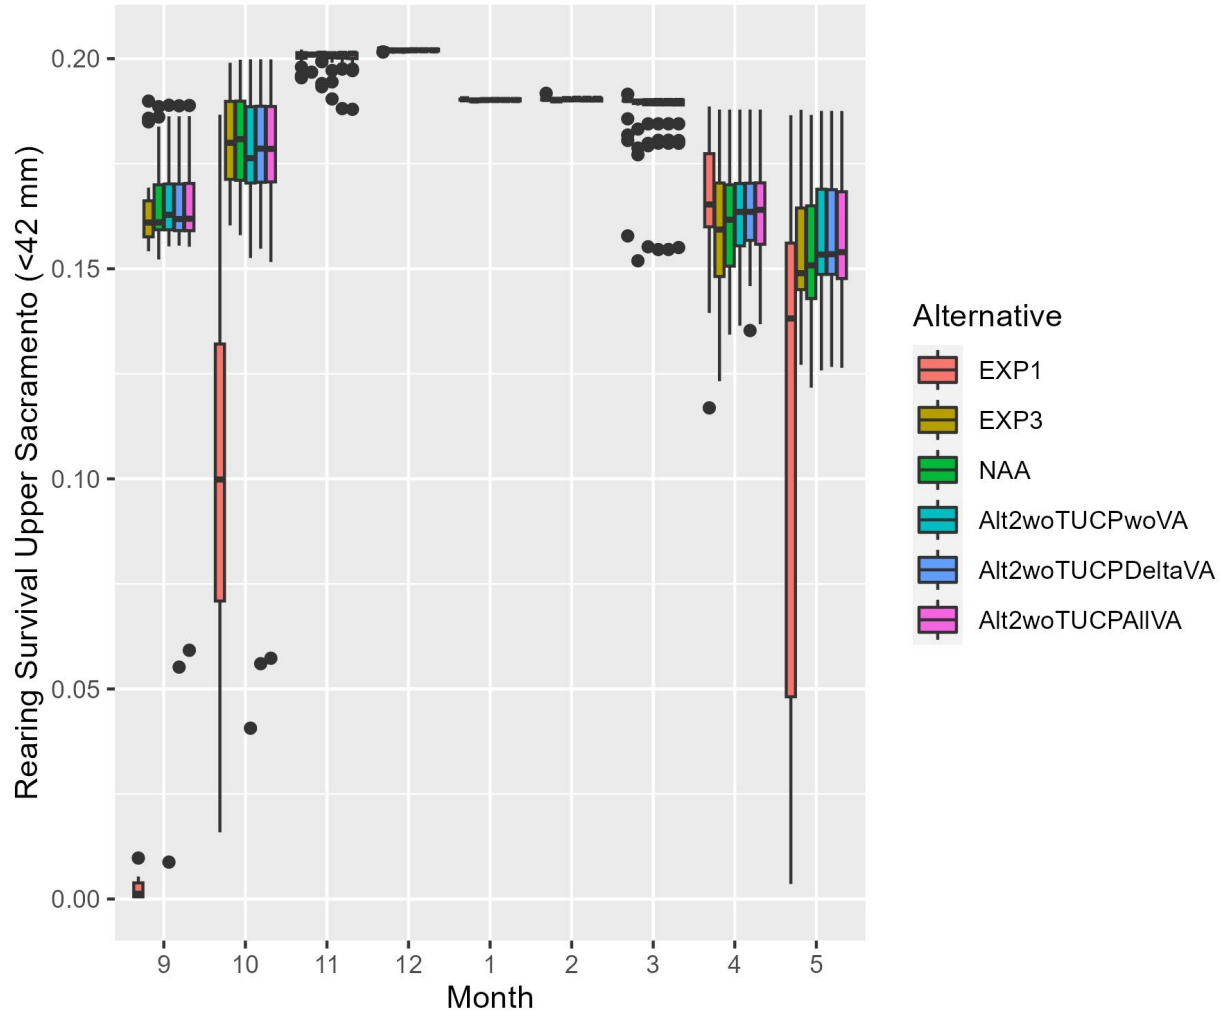 Rearing Survival Upper Sacramento (<42 mm)
0.20
0.15
0.10
0.05
0.00
9 10 11 12 1 2 3 4 5
Month
Alternative
EXP1
EXP3
NAA
Alt2woTUCPwoVA
Alt2woTUCPDeltaVA
Alt2woTUCPAllVA